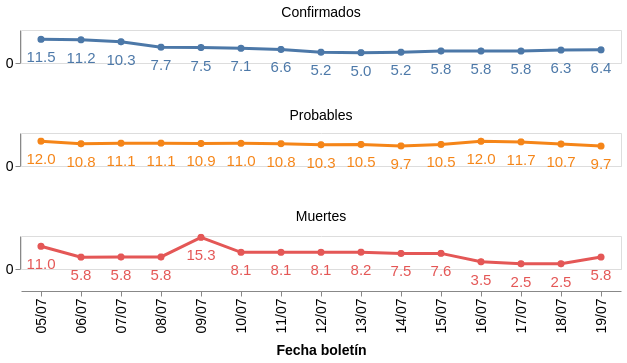 Confirmados
0
11.5 11.2 10.3 7.7 7.5 7.1 6.6 5.2 5.0 5.2 5.8 5.8 5.8 6.3 6.4
Probables
0
12.0 10.8 11.1 11.1 10.9 11.0 10.8 10.3 10.5 9.7 10.5 12.0 11.7 10.7 9.7
Muertes
0
11.0 5.8 5.8 5.8 15.3 8.1 8.1 8.1 8.2 7.5 7.6 3.5 2.5 2.5 5.8
05/07 06/07 07/07 08/07 09/07 10/07 11/07 12/07 13/07 14/07 15/07 16/07 17/07 18/07 19/07
Fecha boletín